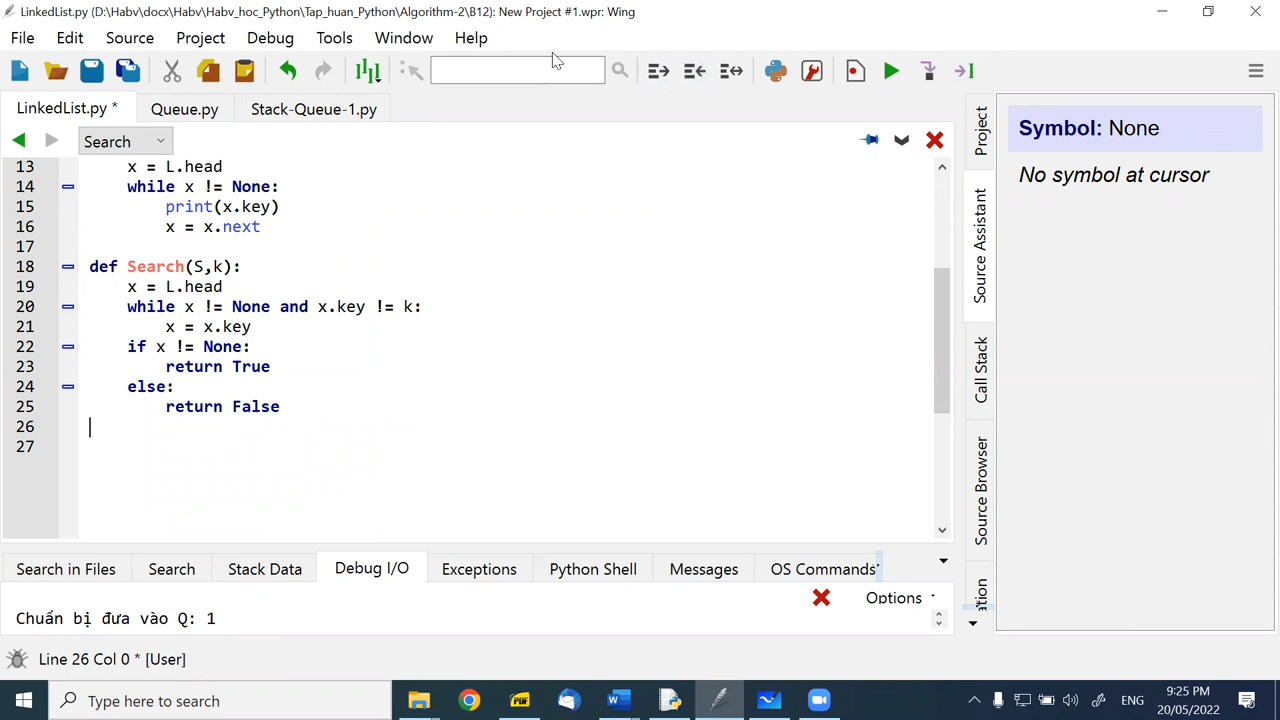 LinkedList.py (D:\Habv\docx\Habv\Habv_hoc_Python\Tap_huan_Python\Algorithm-2\B12): New Project #1.wpr: Wing
File Edit Source Project Debug Tools Window Help
LinkedList.py * Queue.py Stack-Queue-1.py
Search
13 x = L.head
14 while x != None:
15 print(x.key)
16 x = x.next
17
18 def Search(S,k):
19 x = L.head
20 while x != None and x.key != k:
21 x = x.key
22 if x != None:
23 return True
24 else:
25 return False
26
27
Project
Source Assistant
Call Stack
Source Browser
Symbol: None
No symbol at cursor
Search in Files Search Stack Data Debug I/O Exceptions Python Shell Messages OS Commands
Options
Chuẩn bị đưa vào Q: 1
Line 26 Col 0 * [User]
Type here to search
PDF
ENG
9:25 PM
20/05/2022